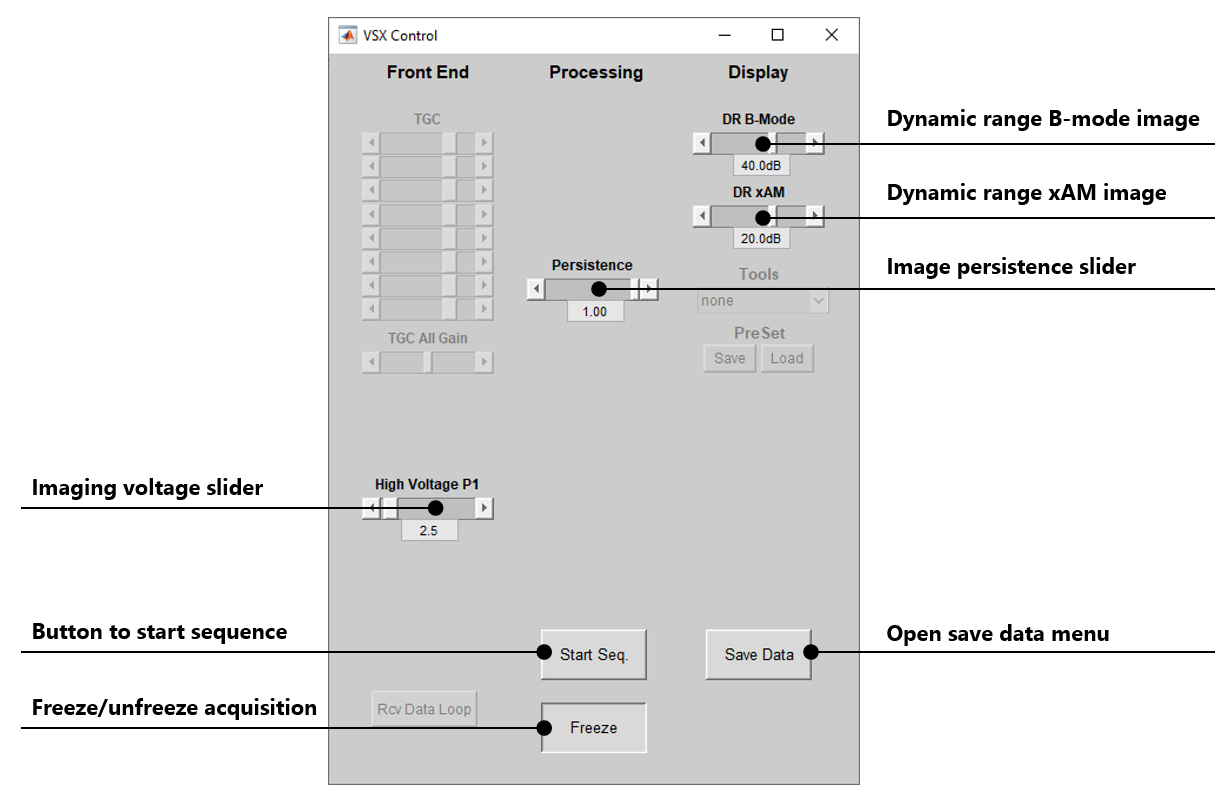 VSX Control
Front End
Processing
Display
TGC
DR B-Mode
Dynamic range B-mode image
40.0dB
DR xAM
Dynamic range xAM image
20.0dB
Persistence
Image persistence slider
Tools
none
1.00
TGC All Gain
PreSet
Save
Load
Imaging voltage slider
High Voltage P1
2.5
Button to start sequence
Start Seq.
Save Data
Open save data menu
Freeze/unfreeze acquisition
Rcv Data Loop
Freeze